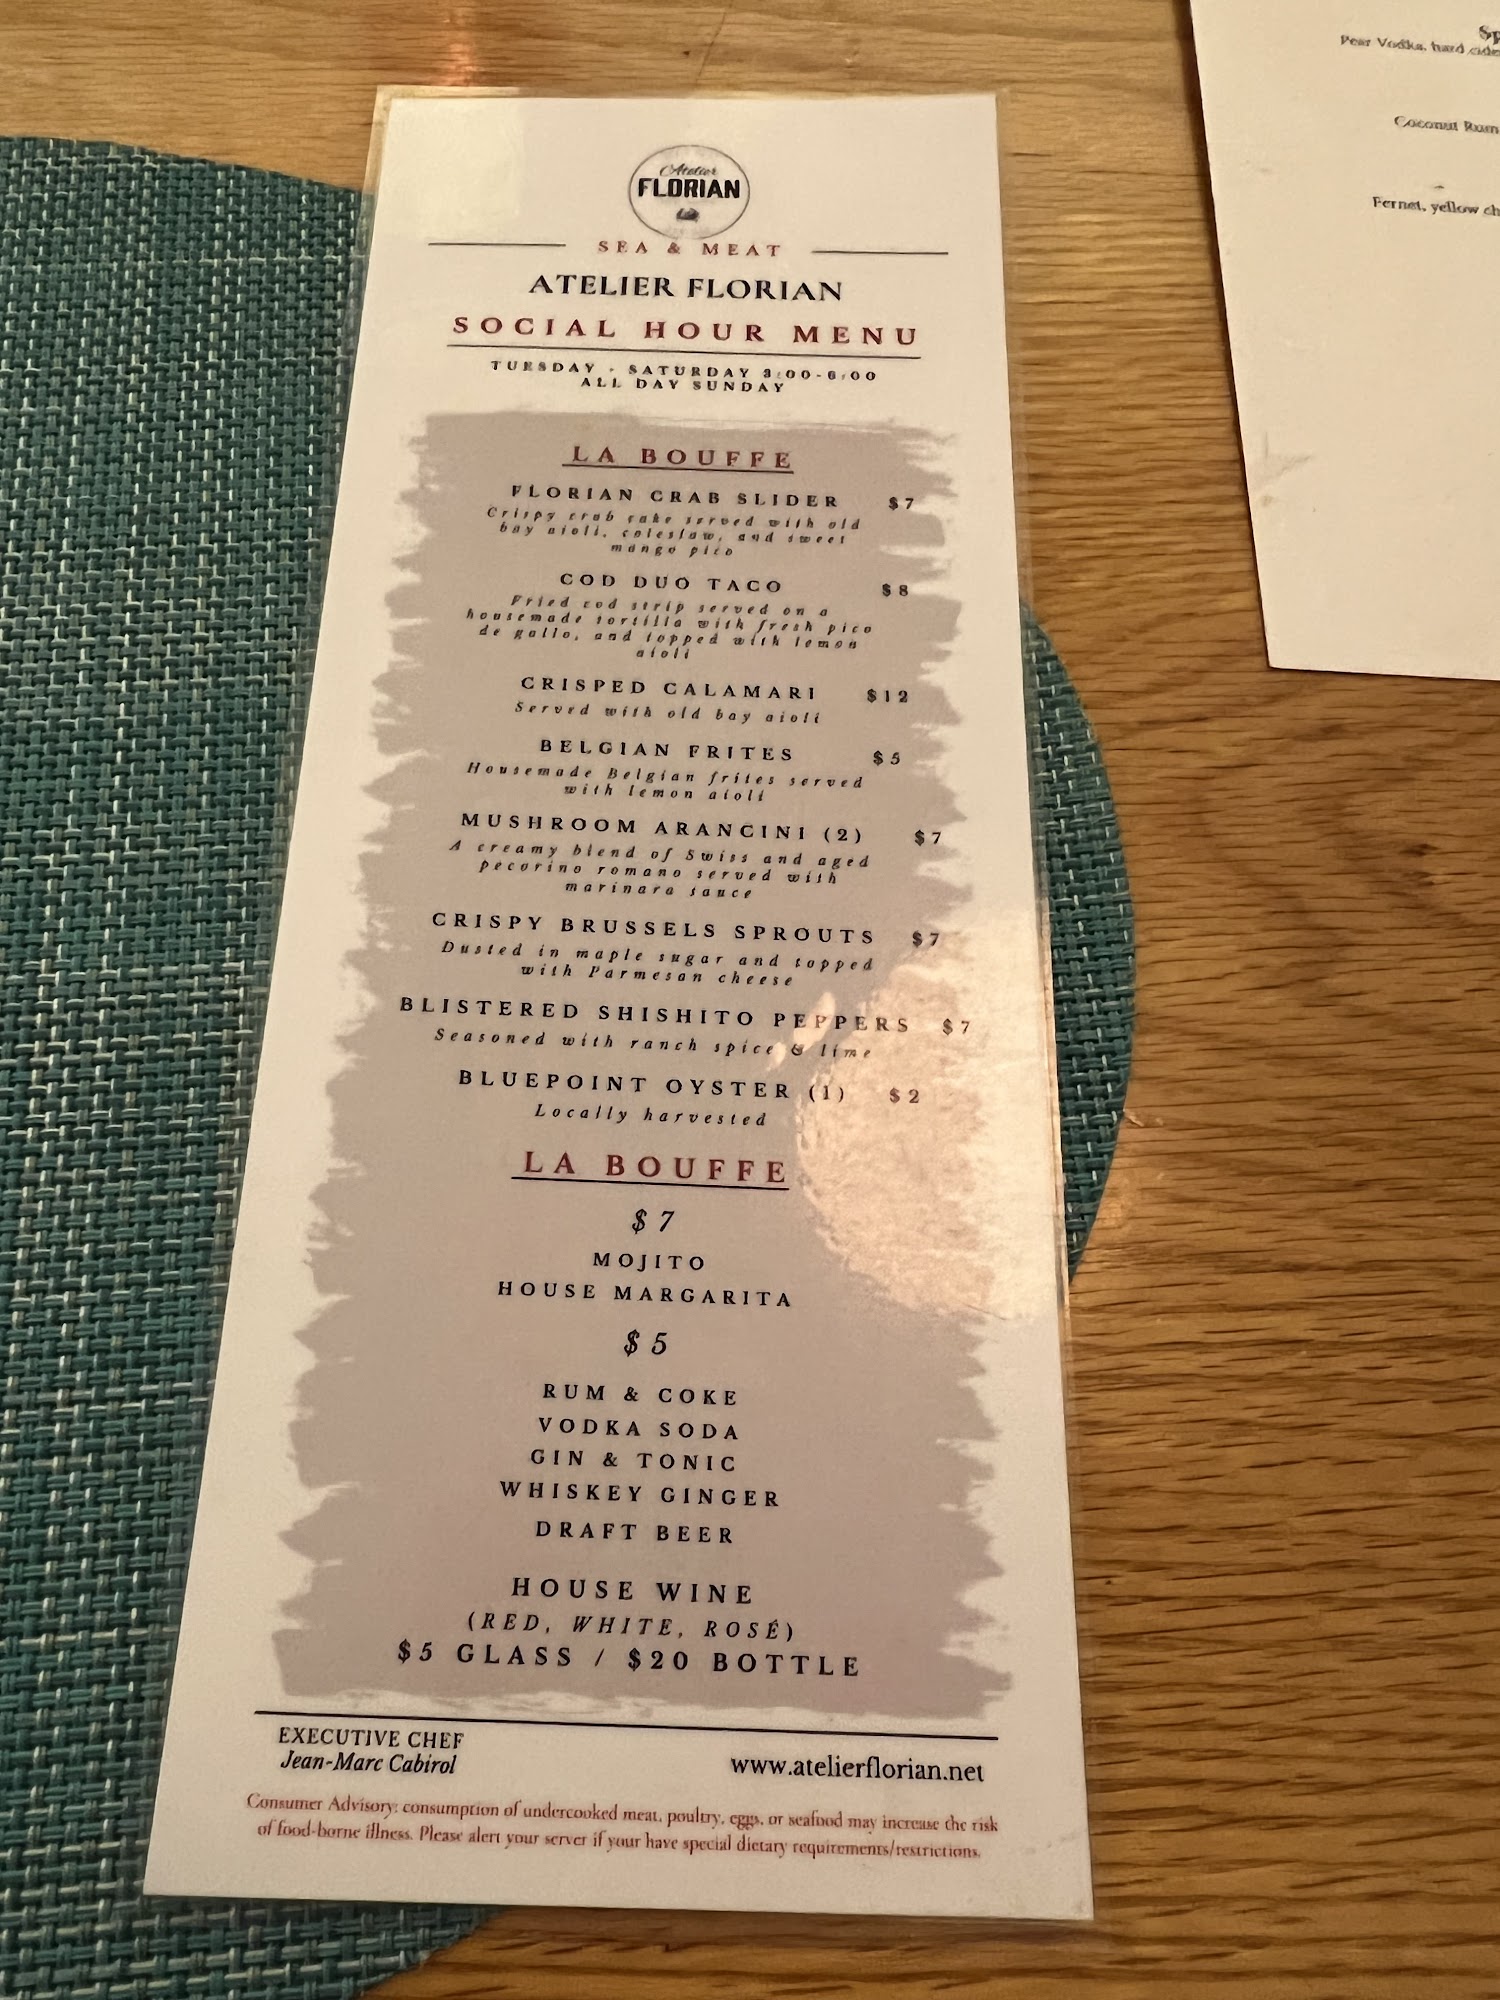 Atelier
FLORIAN
SEA & MEAT
ATELIER FLORIAN
SOCIAL HOUR MENU
TUESDAY - SATURDAY 3:00-6:00
ALL DAY SUNDAY
LA BOUFFE
FLORIAN CRAB SLIDER $7
Crispy crab cake served with old
bay aioli, coleslaw, and sweet
mango pico
COD DUO TACO $8
Fried cod strip served on a
housemade tortilla with fresh pico
de gallo, and topped with lemon
aioli
CRISPED CALAMARI $12
Served with old bay aioli
BELGIAN FRITES $5
Housemade Belgian frites served
with lemon aioli
MUSHROOM ARANCINI (2) $7
A creamy blend of Swiss and aged
pecorino romano served with
marinara sauce
CRISPY BRUSSELS SPROUTS $7
Dusted in maple sugar and topped
with Parmesan cheese
BLISTERED SHISHITO PEPPERS $7
Seasoned with ranch spice & lime
BLUEPOINT OYSTER (1) $2
Locally harvested
LA BOUFFE
$7
MOJITO
HOUSE MARGARITA
$5
RUM & COKE
VODKA SODA
GIN & TONIC
WHISKEY GINGER
DRAFT BEER
HOUSE WINE
(RED, WHITE, ROSÉ)
$5 GLASS / $20 BOTTLE
EXECUTIVE CHEF
Jean-Marc Cabirol
www.atelierflorian.net
Consumer Advisory: consumption of undercooked meat, poultry, eggs, or seafood may increase the risk
of food-borne illness. Please alert your server if your have special dietary requirements/restrictions.
Sp
Pear Vodka, hard cide
Coconut Rum
Fernet, yellow ch